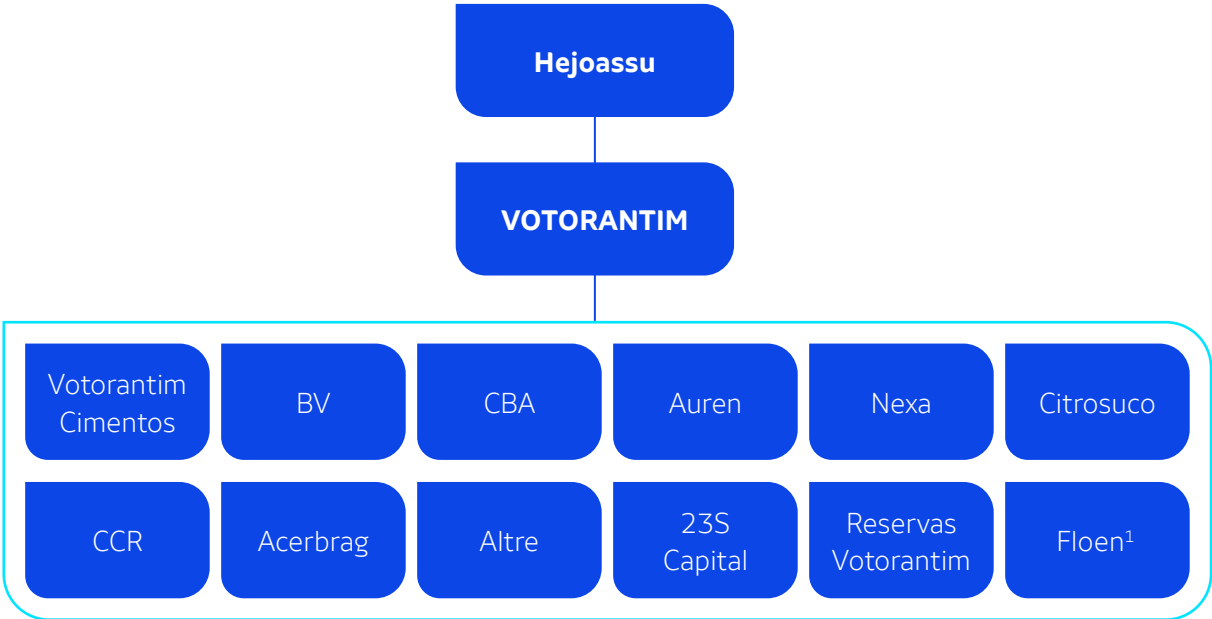 Hejoassu
VOTORANTIM
Votorantim
Cimentos
BV
CBA
Auren
Nexa
Citrosuco
CCR
Acerbrag
Altre
23S
Capital
Reservas
Votorantim
Floen¹